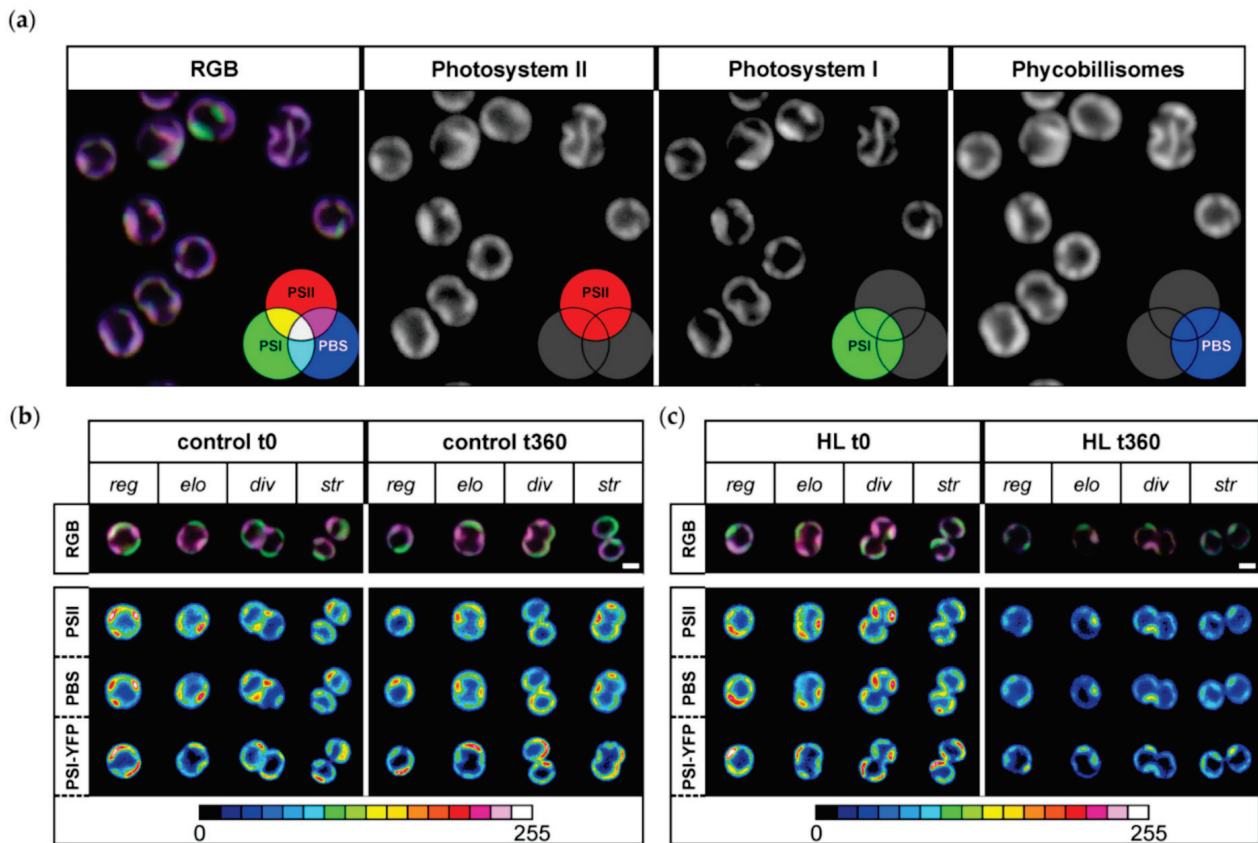 (a)
RGB Photosystem II Photosystem I Phycobillisomes
PSII PSII
PSI PBS PSI PBS
(b) (c)
control t0 control t360 HL t0 HL t360
reg elo div str reg elo div str reg elo div str reg elo div str
RGB RGB
PSII PSII
PBS PBS
PSI-YFP PSI-YFP
0 255 0 255